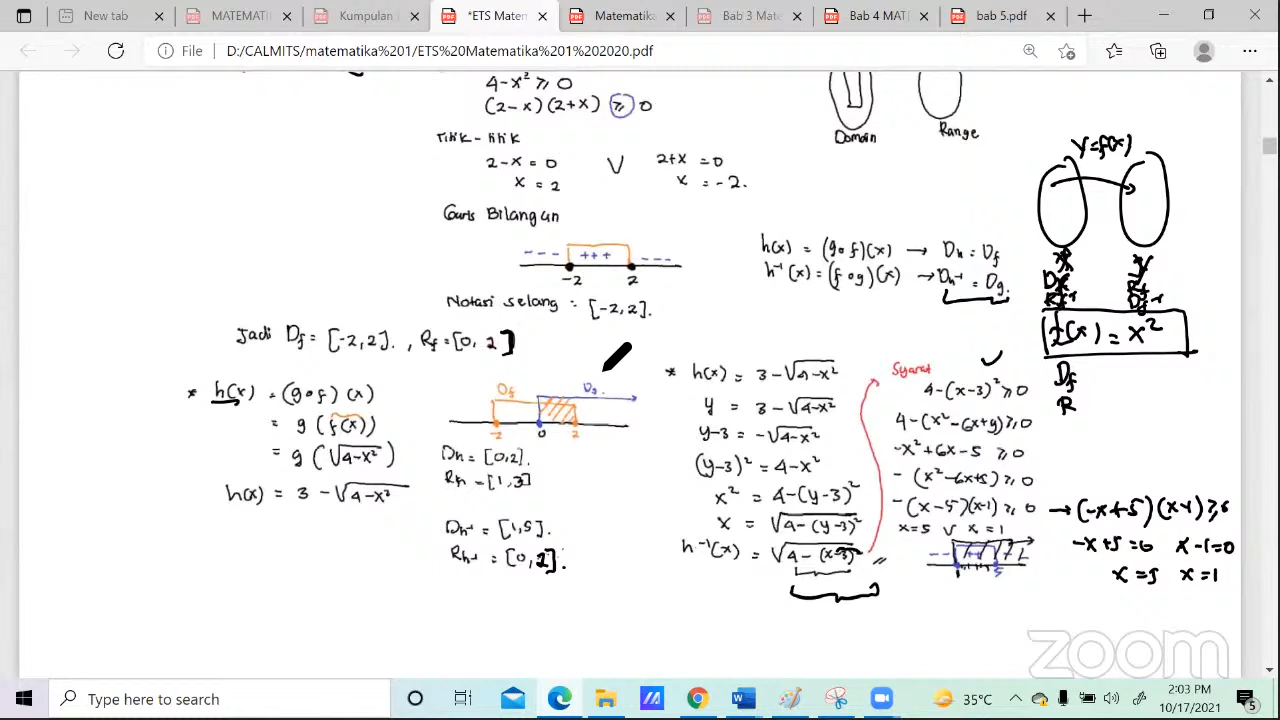 New tab
MATEMATI
Kumpulan
*ETS Matem
Matematika
Bab 3 Mate
Bab 4 MAT
bab 5.pdf
File
D:/CALMITS/matematika%201/ETS%20Matematika%201%202020.pdf
4-x² ≥ 0
(2-x)(2+x) ≥ 0
2-x = 0 V 2+x = 0
x = 2 x = -2.
Garis Bilangan
--- +++ ---
-2 2
Notasi selang = [-2,2].
Jadi Df = [-2,2]. , Rf = [0, 2]
* h(x) = (g∘f)(x)
= g (f(x))
= g (√4-x²)
h(x) = 3 - √4-x²
Df Dg.
-2 0 2
Dh = [0,2].
Rh = [1,3]
Dh⁻¹ = [1,5].
Rh⁻¹ = [0,2].
Domain
Range
h(x) = (g∘f)(x) → Dh = Df
h⁻¹(x) = (f∘g)(x) → Dh⁻¹ = Dg.
* h(x) = 3-√4-x²
y = 3-√4-x²
y-3 = -√4-x²
(y-3)² = 4-x²
x² = 4-(y-3)²
x = √4-(y-3)²
h⁻¹(x) = √4-(x-3)²
Syarat
4-(x-3)² ≥ 0
4-(x²-6x+9) ≥ 0
-x²+6x-5 ≥ 0
-(x²-6x+5) ≥ 0
-(x-5)(x-1) ≥ 0
x=5 V x=1
y=f(x)
f(x) = x²
Df
R
→ (-x+5)(x-1) ≥ 0
-x+5=0 x-1=0
x=5 x=1
zoom
Type here to search
35°C
2:03 PM
10/17/2021
5